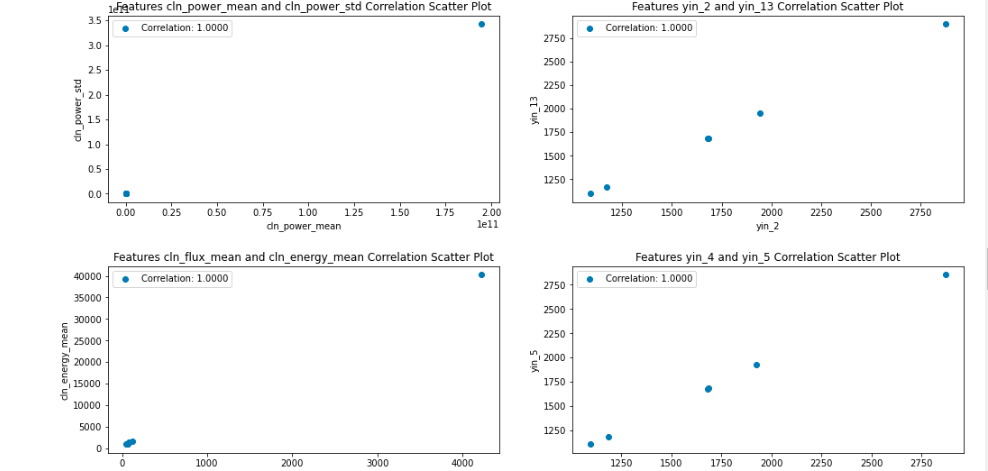 Features cln_power_mean and cln_power_std Correlation Scatter Plot
1e11
Correlation: 1.0000
cln_power_std
3.5
3.0
2.5
2.0
1.5
1.0
0.5
0.0
0.00 0.25 0.50 0.75 1.00 1.25 1.50 1.75 2.00
1e11
cln_power_mean
Features yin_2 and yin_13 Correlation Scatter Plot
Correlation: 1.0000
yin_13
2750
2500
2250
2000
1750
1500
1250
1250 1500 1750 2000 2250 2500 2750
yin_2
Features cln_flux_mean and cln_energy_mean Correlation Scatter Plot
Correlation: 1.0000
cln_energy_mean
40000
35000
30000
25000
20000
15000
10000
5000
0
0 1000 2000 3000 4000
Features yin_4 and yin_5 Correlation Scatter Plot
Correlation: 1.0000
yin_5
2750
2500
2250
2000
1750
1500
1250
1250 1500 1750 2000 2250 2500 2750